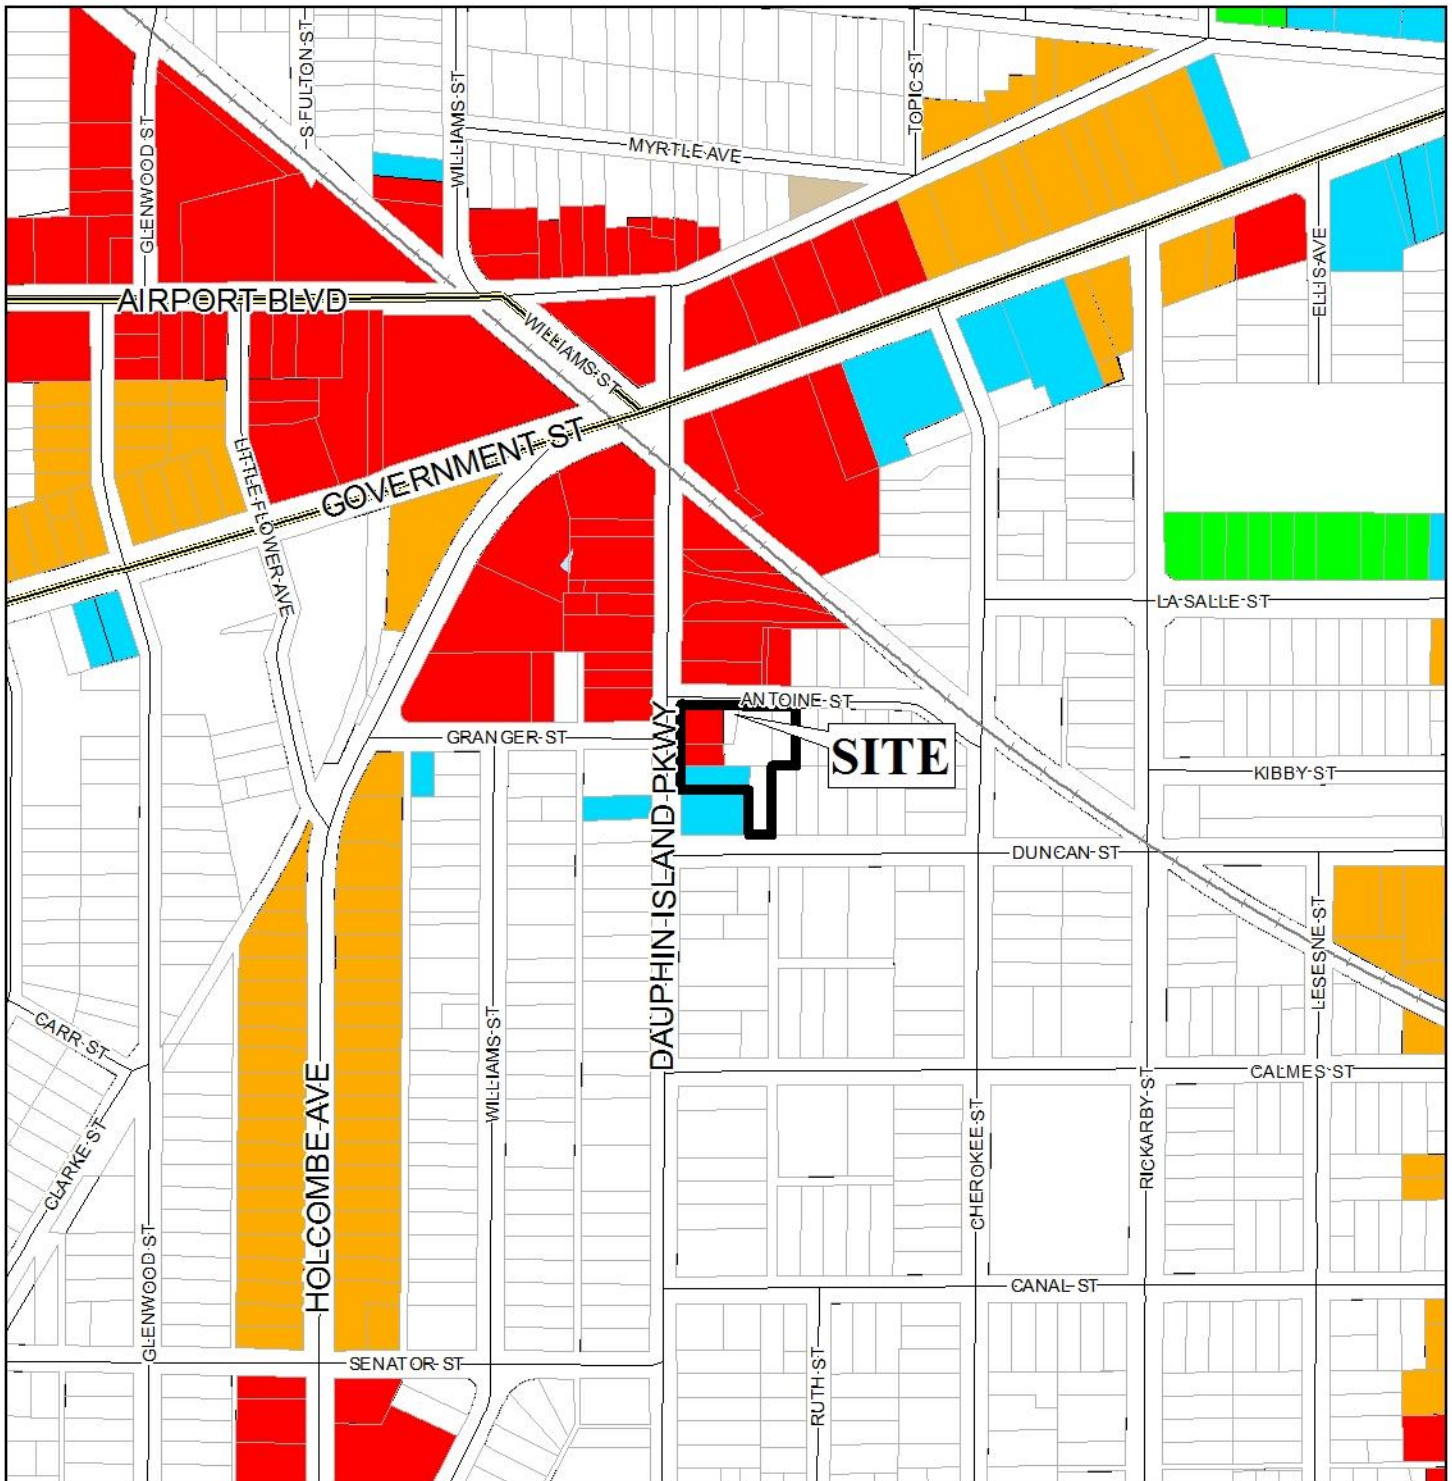 S FULTON ST
TOPIC ST
WILLIAMS ST
GLENWOOD ST
MYRTLE AVE
ELLIS AVE
AIRPORT BLVD
WILLIAMS ST
GOVERNMENT ST
LITTLE FLOWER AVE
LA SALLE ST
ANTOINE ST
GRANGER ST
SITE
KIBBY ST
DAUPHIN ISLAND PKWY
DUNCAN ST
LESESNE ST
CARR ST
WILLIAMS ST
CALMES ST
HOLCOMBE AVE
CLARKE ST
CHEROKEE ST
RICKARBY ST
GLENWOOD ST
CANAL ST
SENATOR ST
RUTH ST